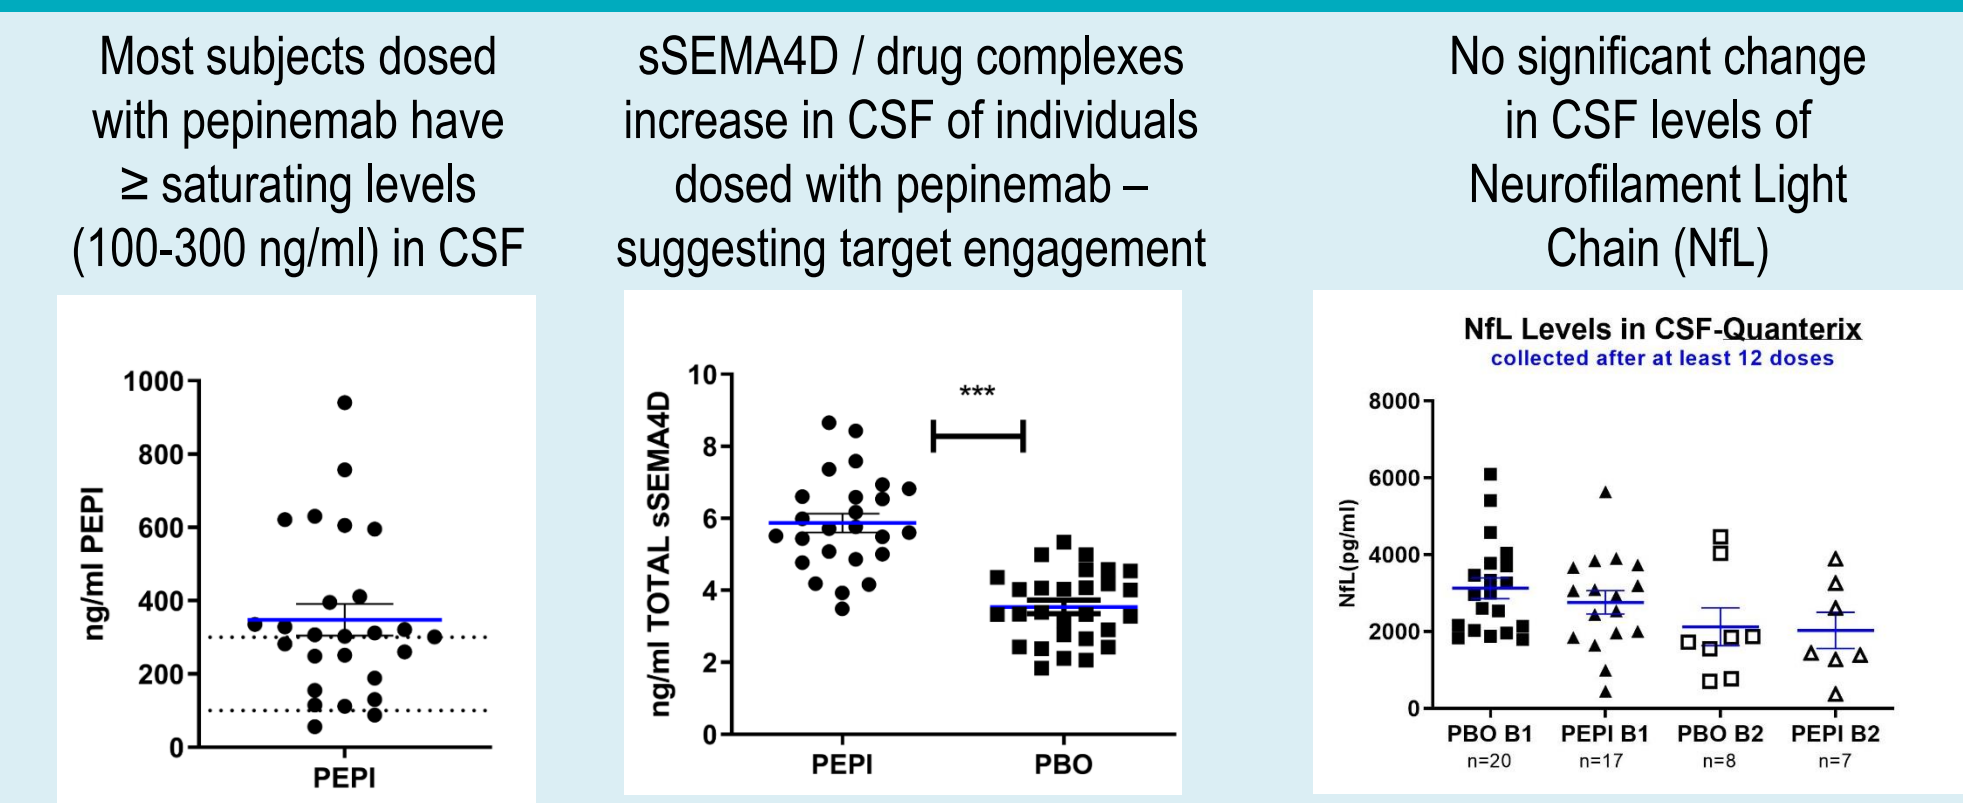 Most subjects dosed
with pepinemab have
≥ saturating levels
(100-300 ng/ml) in CSF
sSEMA4D / drug complexes
increase in CSF of individuals
dosed with pepinemab –
suggesting target engagement
No significant change
in CSF levels of
Neurofilament Light
Chain (NfL)
ng/ml PEPI
1000
800
600
400
200
0
PEPI
ng/ml TOTAL sSEMA4D
10
8
6
4
2
0
***
PEPI
PBO
NfL Levels in CSF-Quanterix
collected after at least 12 doses
NfL(pg/ml)
8000
6000
4000
2000
0
PBO B1
PEPI B1
PBO B2
PEPI B2
n=20
n=17
n=8
n=7